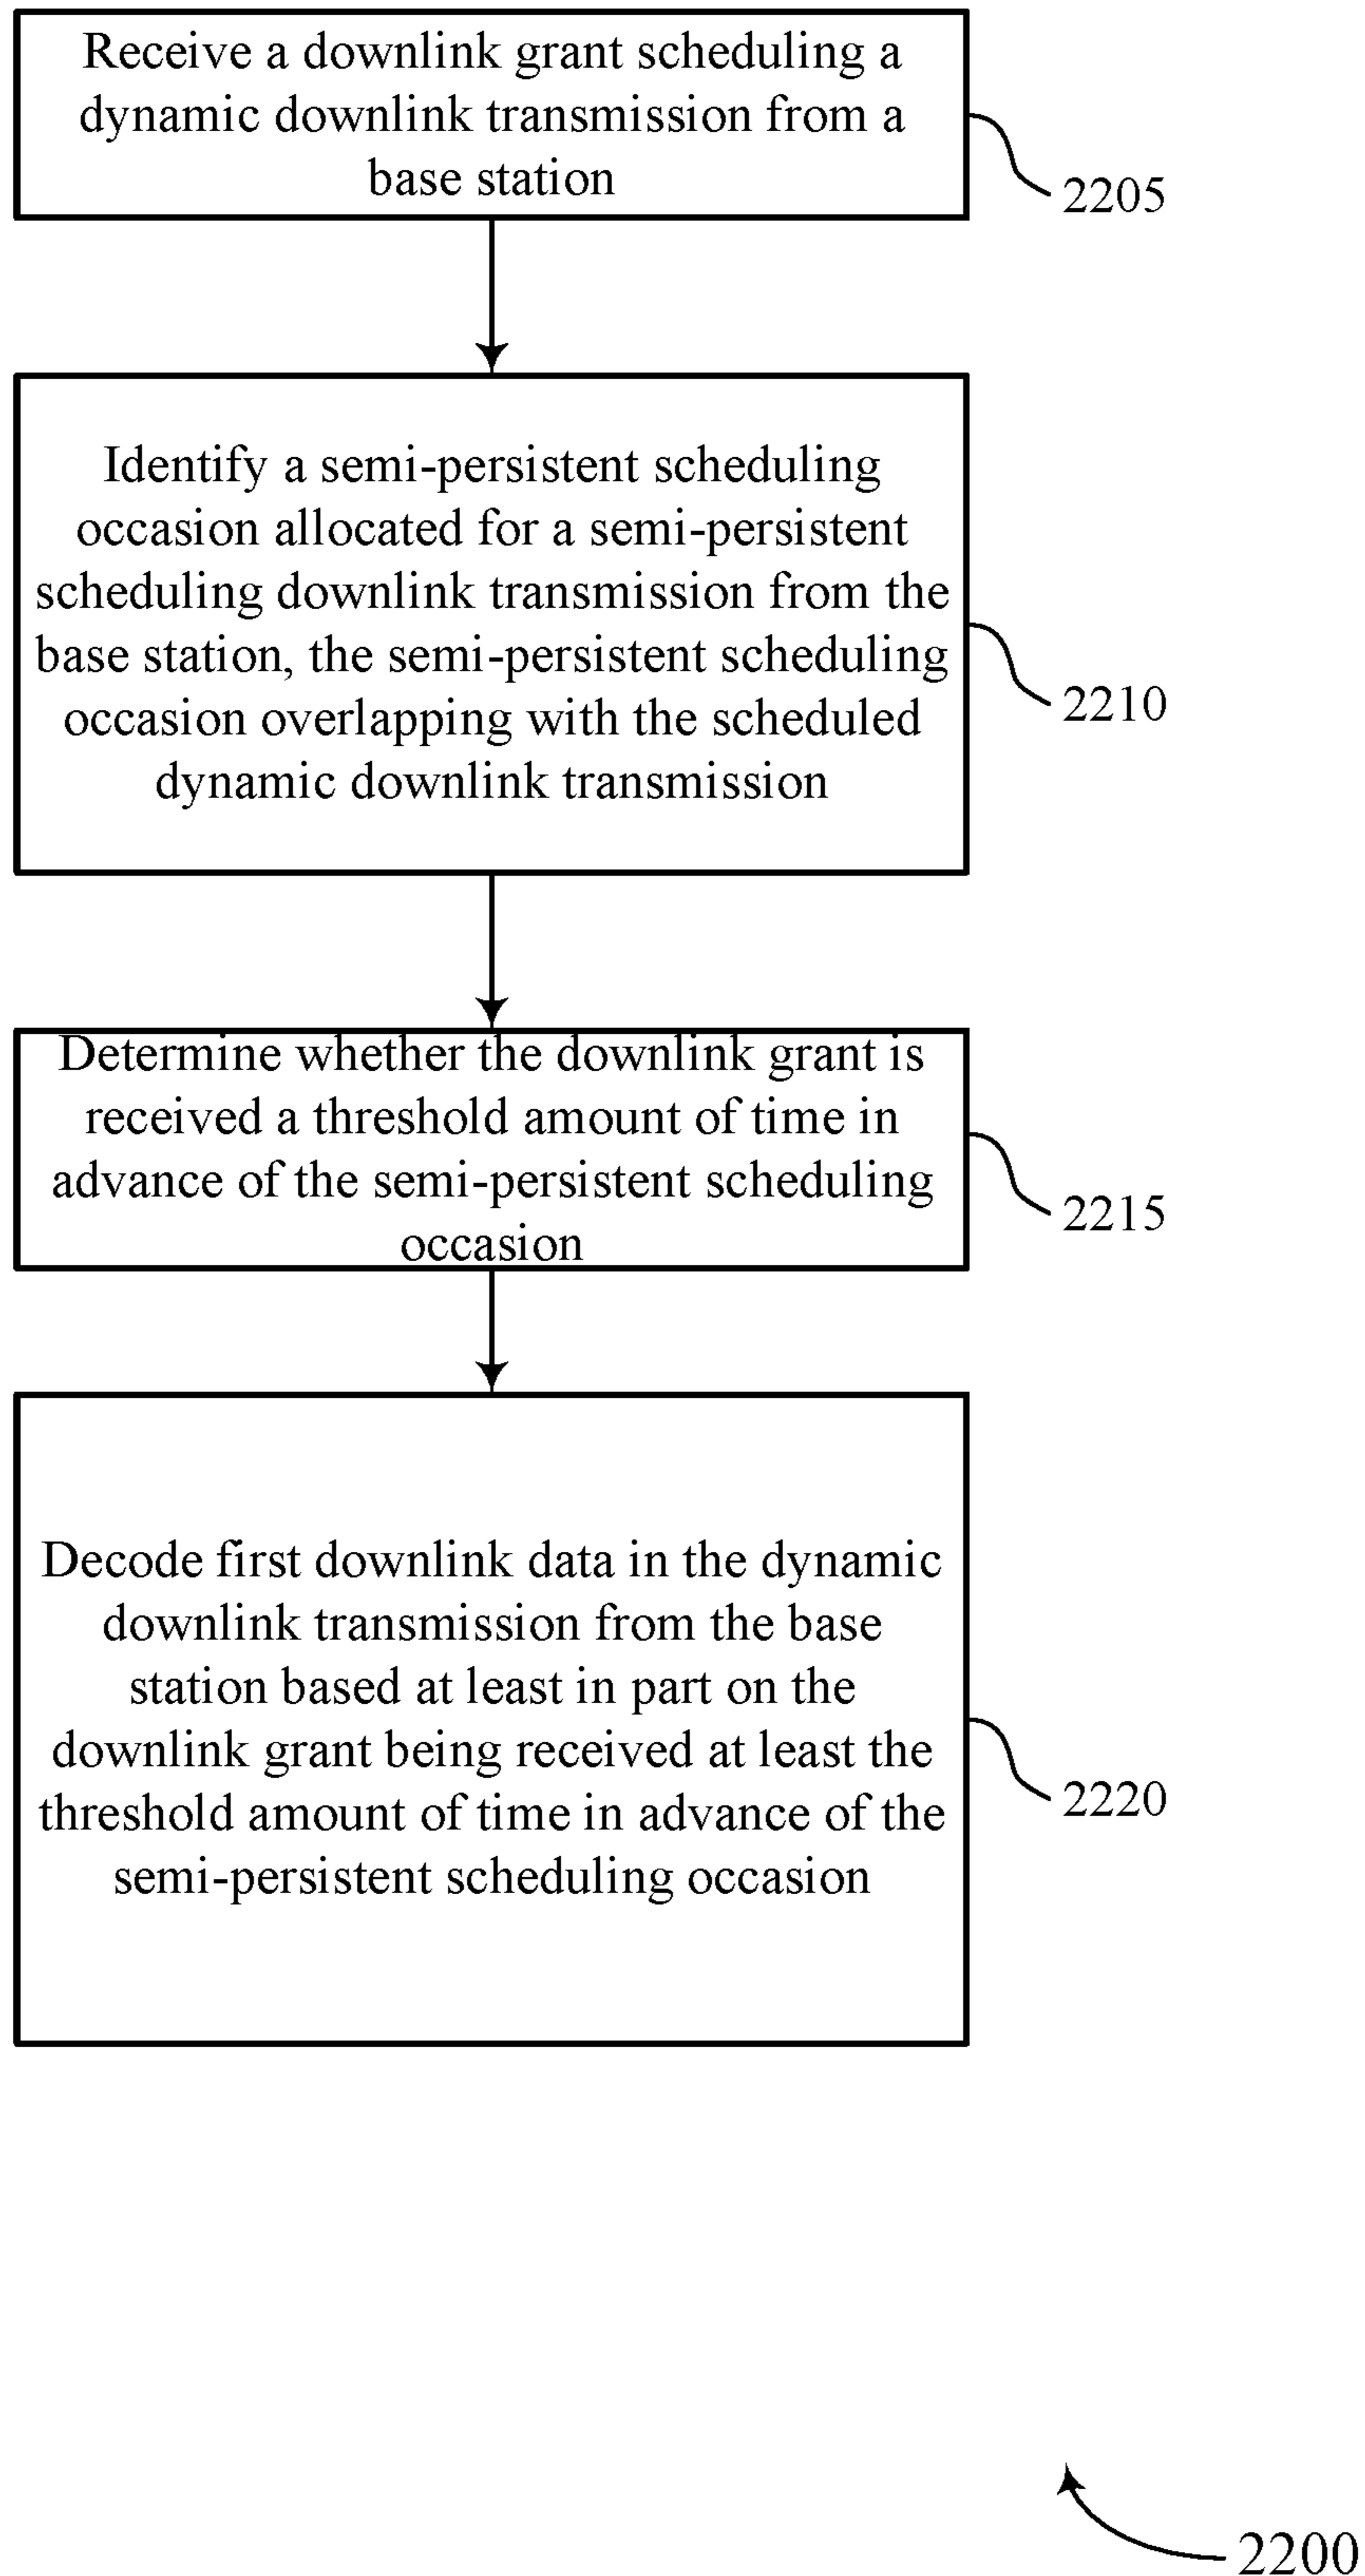 Receive a downlink grant scheduling a
dynamic downlink transmission from a
base station
2205
Identify a semi-persistent scheduling
occasion allocated for a semi-persistent
scheduling downlink transmission from the
base station, the semi-persistent scheduling
occasion overlapping with the scheduled
dynamic downlink transmission
2210
Determine whether the downlink grant is
received a threshold amount of time in
advance of the semi-persistent scheduling
occasion
2215
Decode first downlink data in the dynamic
downlink transmission from the base
station based at least in part on the
downlink grant being received at least the
threshold amount of time in advance of the
semi-persistent scheduling occasion
2220
2200